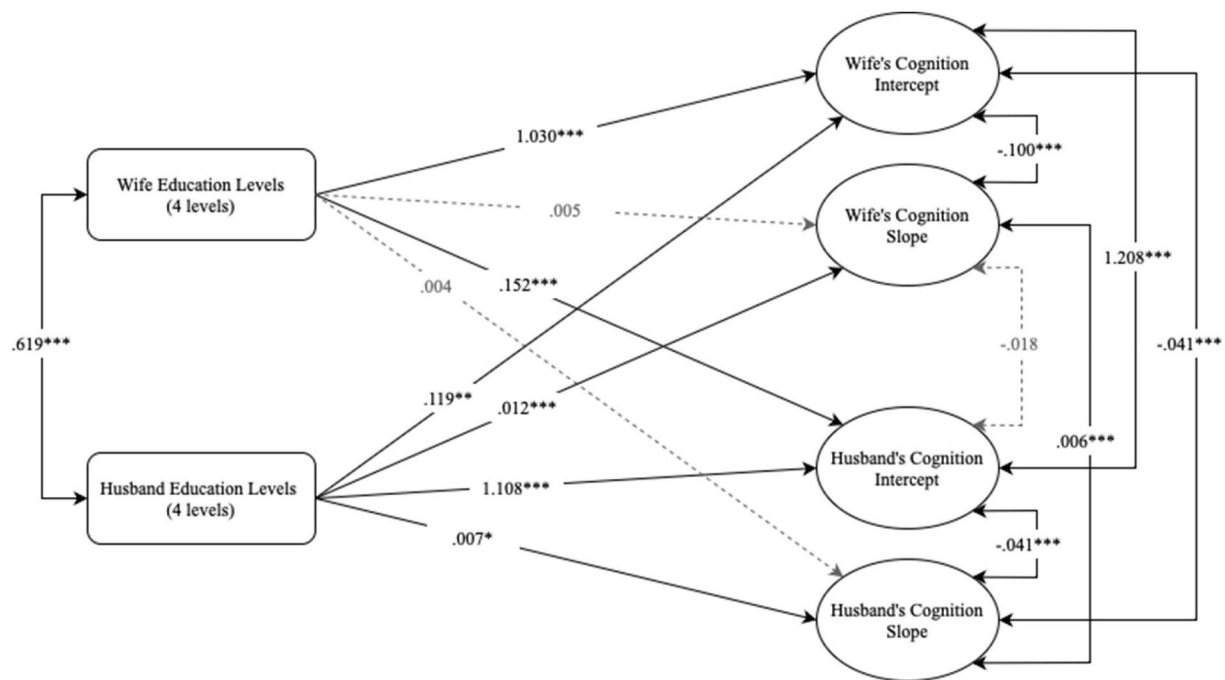 Wife's Cognition
Intercept
1.030***
-.100***
Wife Education Levels
(4 levels)
.005
Wife's Cognition
Slope
1.208***
.004
.152***
.619***
-.018
-.041***
.119**
.012***
.006***
Husband Education Levels
(4 levels)
1.108***
Husband's Cognition
Intercept
.007*
-.041***
Husband's Cognition
Slope